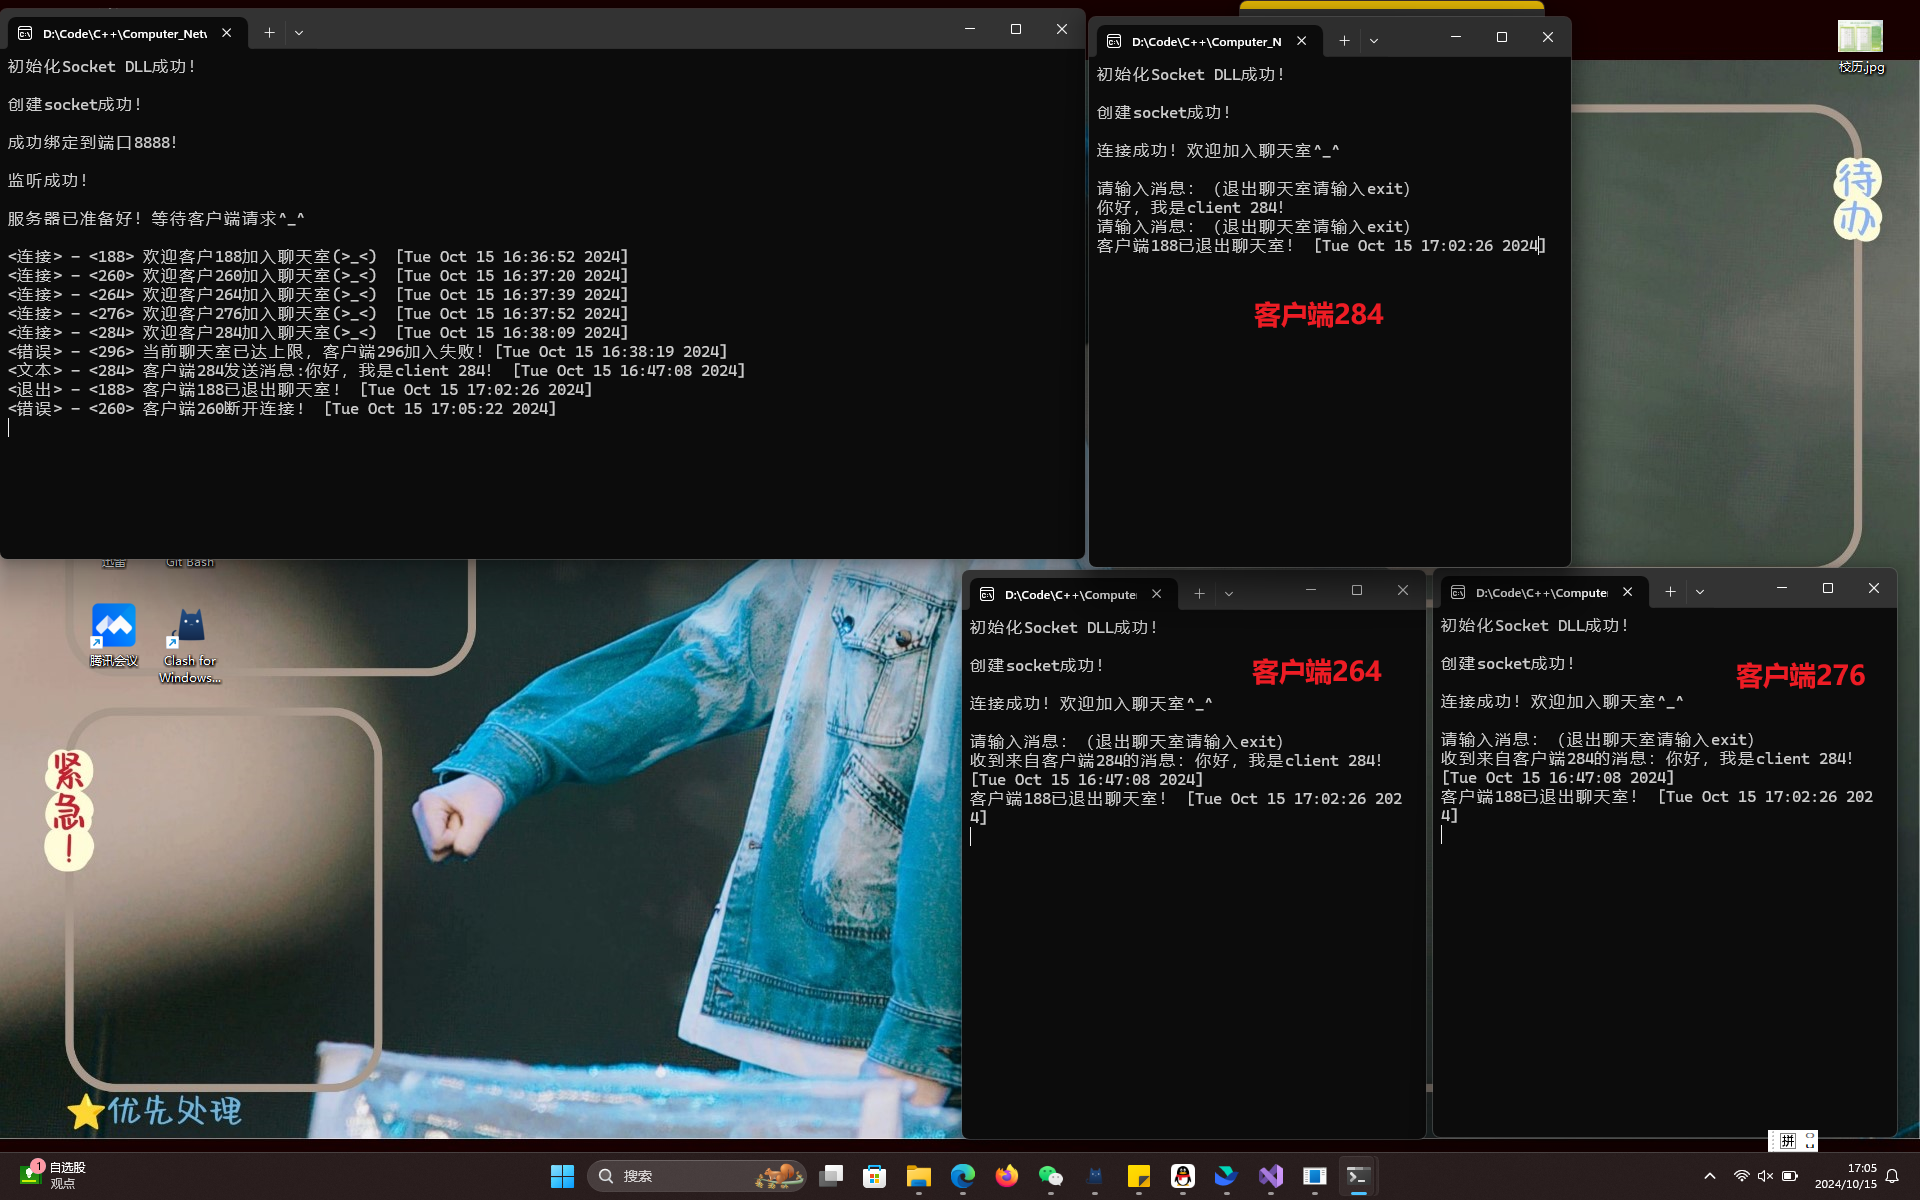 D:\Code\C++\Computer_Netv
初始化Socket DLL成功!
创建socket成功!
成功绑定到端口8888!
监听成功!
服务器已准备好! 等待客户端请求^_^
<连接> - <188> 欢迎客户188加入聊天室(>_<) [Tue Oct 15 16:36:52 2024]
<连接> - <260> 欢迎客户260加入聊天室(>_<) [Tue Oct 15 16:37:20 2024]
<连接> - <264> 欢迎客户264加入聊天室(>_<) [Tue Oct 15 16:37:39 2024]
<连接> - <276> 欢迎客户276加入聊天室(>_<) [Tue Oct 15 16:37:52 2024]
<连接> - <284> 欢迎客户284加入聊天室(>_<) [Tue Oct 15 16:38:09 2024]
<错误> - <296> 当前聊天室已达上限, 客户端296加入失败! [Tue Oct 15 16:38:19 2024]
<文本> - <284> 客户端284发送消息:你好, 我是client 284! [Tue Oct 15 16:47:08 2024]
<退出> - <188> 客户端188已退出聊天室! [Tue Oct 15 17:02:26 2024]
<错误> - <260> 客户端260断开连接! [Tue Oct 15 17:05:22 2024]
D:\Code\C++\Computer_N
初始化Socket DLL成功!
创建socket成功!
连接成功! 欢迎加入聊天室^_^
请输入消息: (退出聊天室请输入exit)
你好, 我是client 284!
请输入消息: (退出聊天室请输入exit)
客户端188已退出聊天室! [Tue Oct 15 17:02:26 2024]
客户端284
校历.jpg
待办
迅雷
Git Bash
腾讯会议
Clash for
Windows...
紧急!
优先处理
D:\Code\C++\Compute
初始化Socket DLL成功!
创建socket成功!
客户端264
连接成功! 欢迎加入聊天室^_^
请输入消息: (退出聊天室请输入exit)
收到来自客户端284的消息: 你好, 我是client 284!
[Tue Oct 15 16:47:08 2024]
客户端188已退出聊天室! [Tue Oct 15 17:02:26 202
4]
D:\Code\C++\Compute
初始化Socket DLL成功!
创建socket成功!
客户端276
连接成功! 欢迎加入聊天室^_^
请输入消息: (退出聊天室请输入exit)
收到来自客户端284的消息: 你好, 我是client 284!
[Tue Oct 15 16:47:08 2024]
客户端188已退出聊天室! [Tue Oct 15 17:02:26 202
4]
拼
1
自选股
观点
搜索
17:05
2024/10/15